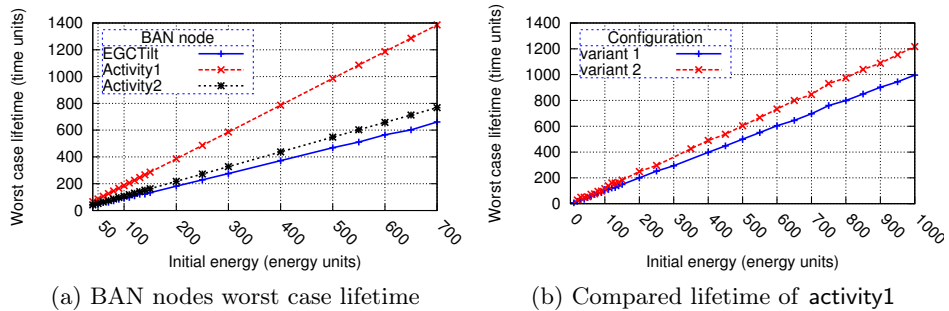 Worst case lifetime (time units)
1400
1200
1000
800
600
400
200
0
BAN node
EGCTilt
Activity1
Activity2
50
100
200
300
400
500
600
700
Initial energy (energy units)
(a) BAN nodes worst case lifetime
Worst case lifetime (time units)
1400
1200
1000
800
600
400
200
0
Configuration
variant 1
variant 2
0
100
200
300
400
500
600
700
800
900
1000
Initial energy (energy units)
(b) Compared lifetime of activity1